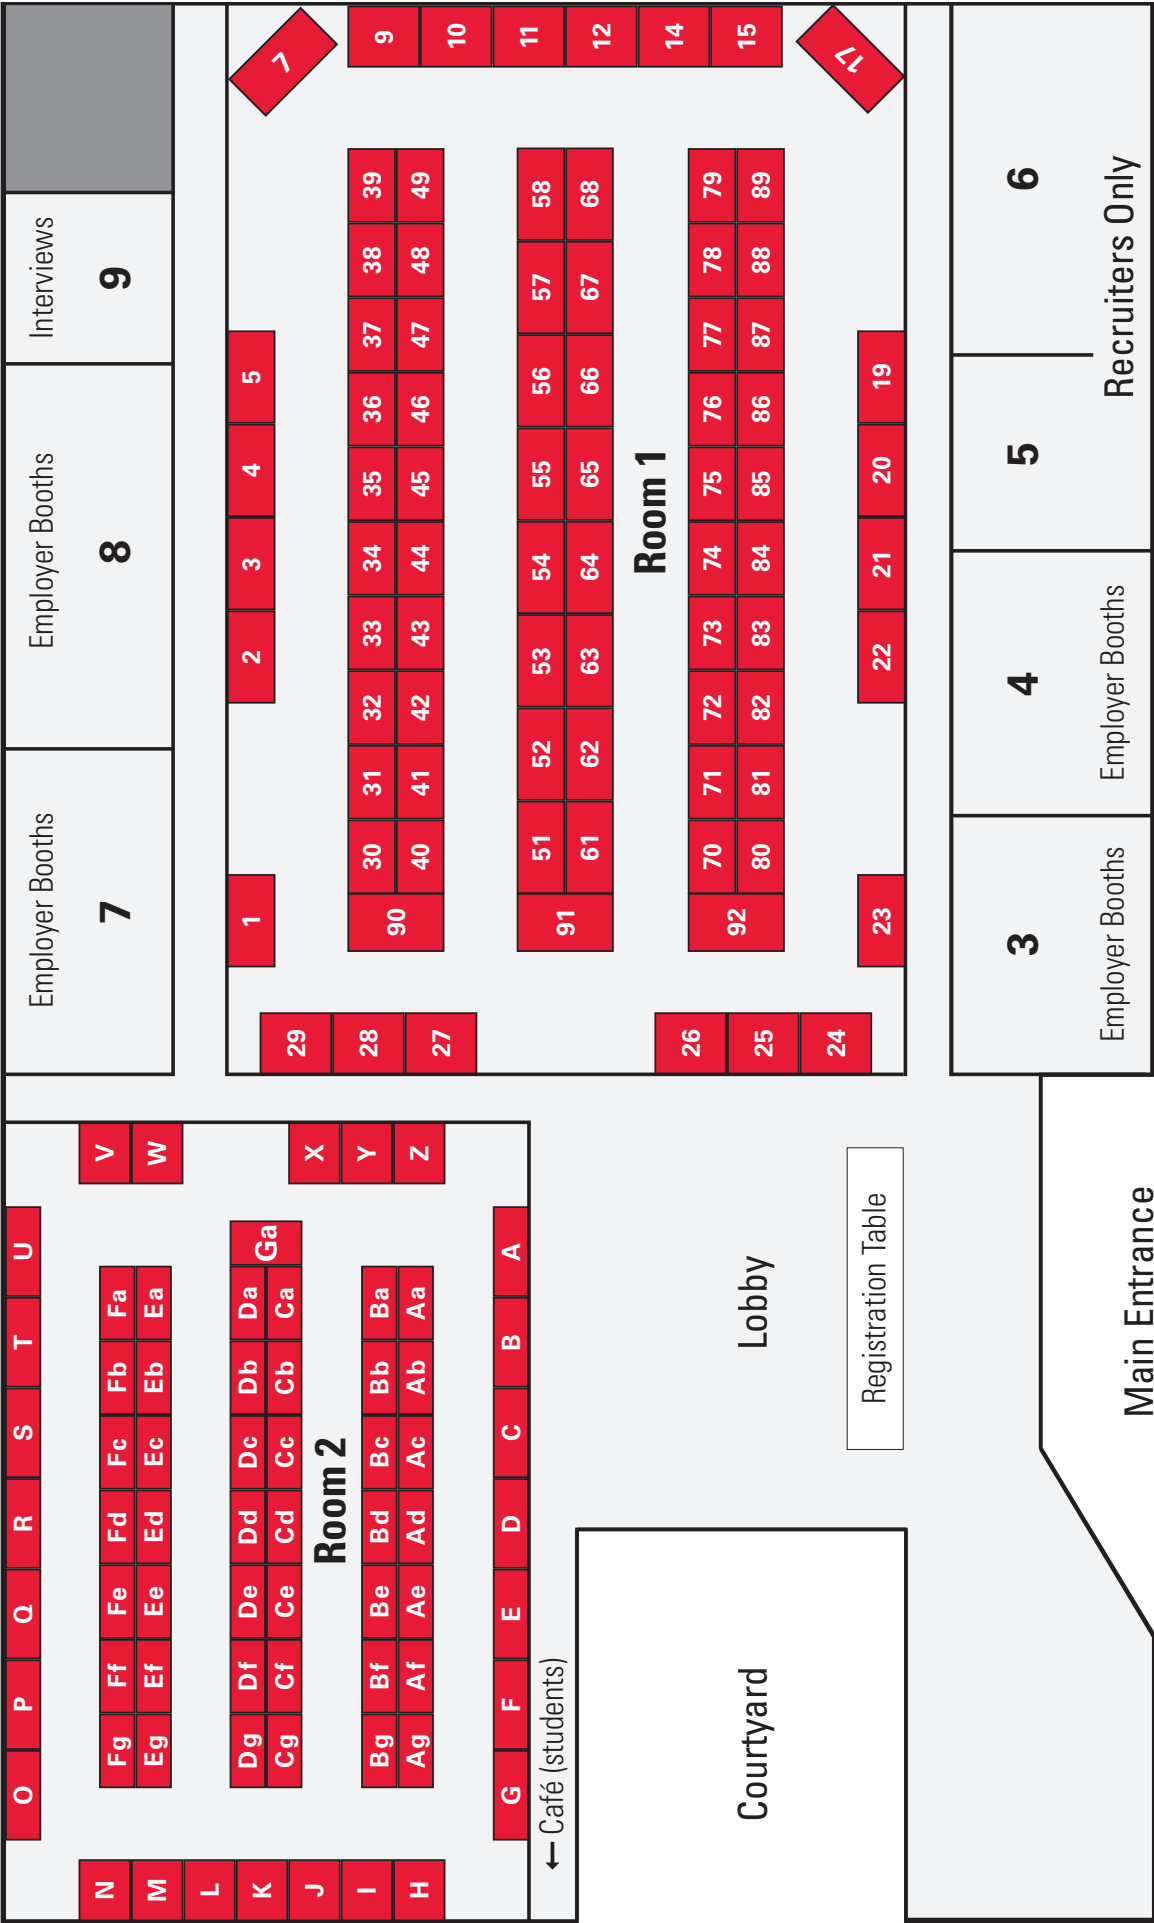 7
9
10
11
12
14
15
17
39
38
37
36
35
34
33
32
31
30
49
48
47
46
45
44
43
42
41
40
90
58
57
56
55
54
53
52
51
68
67
66
65
64
63
62
61
91
Room 1
79
78
77
76
75
74
73
72
71
70
89
88
87
86
85
84
83
82
81
80
92
5
4
3
2
1
19
20
21
22
23
29
28
27
26
25
24
Interviews
9
Employer Booths
8
Employer Booths
7
6
Recruiters Only
5
4
Employer Booths
3
Employer Booths
V
W
X
Y
Z
U
T
S
R
Q
P
O
Fa
Fb
Fc
Fd
Fe
Ff
Fg
Ea
Eb
Ec
Ed
Ee
Ef
Eg
Ga
Da
Db
Dc
Dd
De
Df
Dg
Ca
Cb
Cc
Cd
Ce
Cf
Cg
Room 2
Ba
Bb
Bc
Bd
Be
Bf
Bg
Aa
Ab
Ac
Ad
Ae
Af
Ag
A
B
C
D
E
F
G
N
M
L
K
J
I
H
← Café (students)
Lobby
Registration Table
Courtyard
Main Entrance